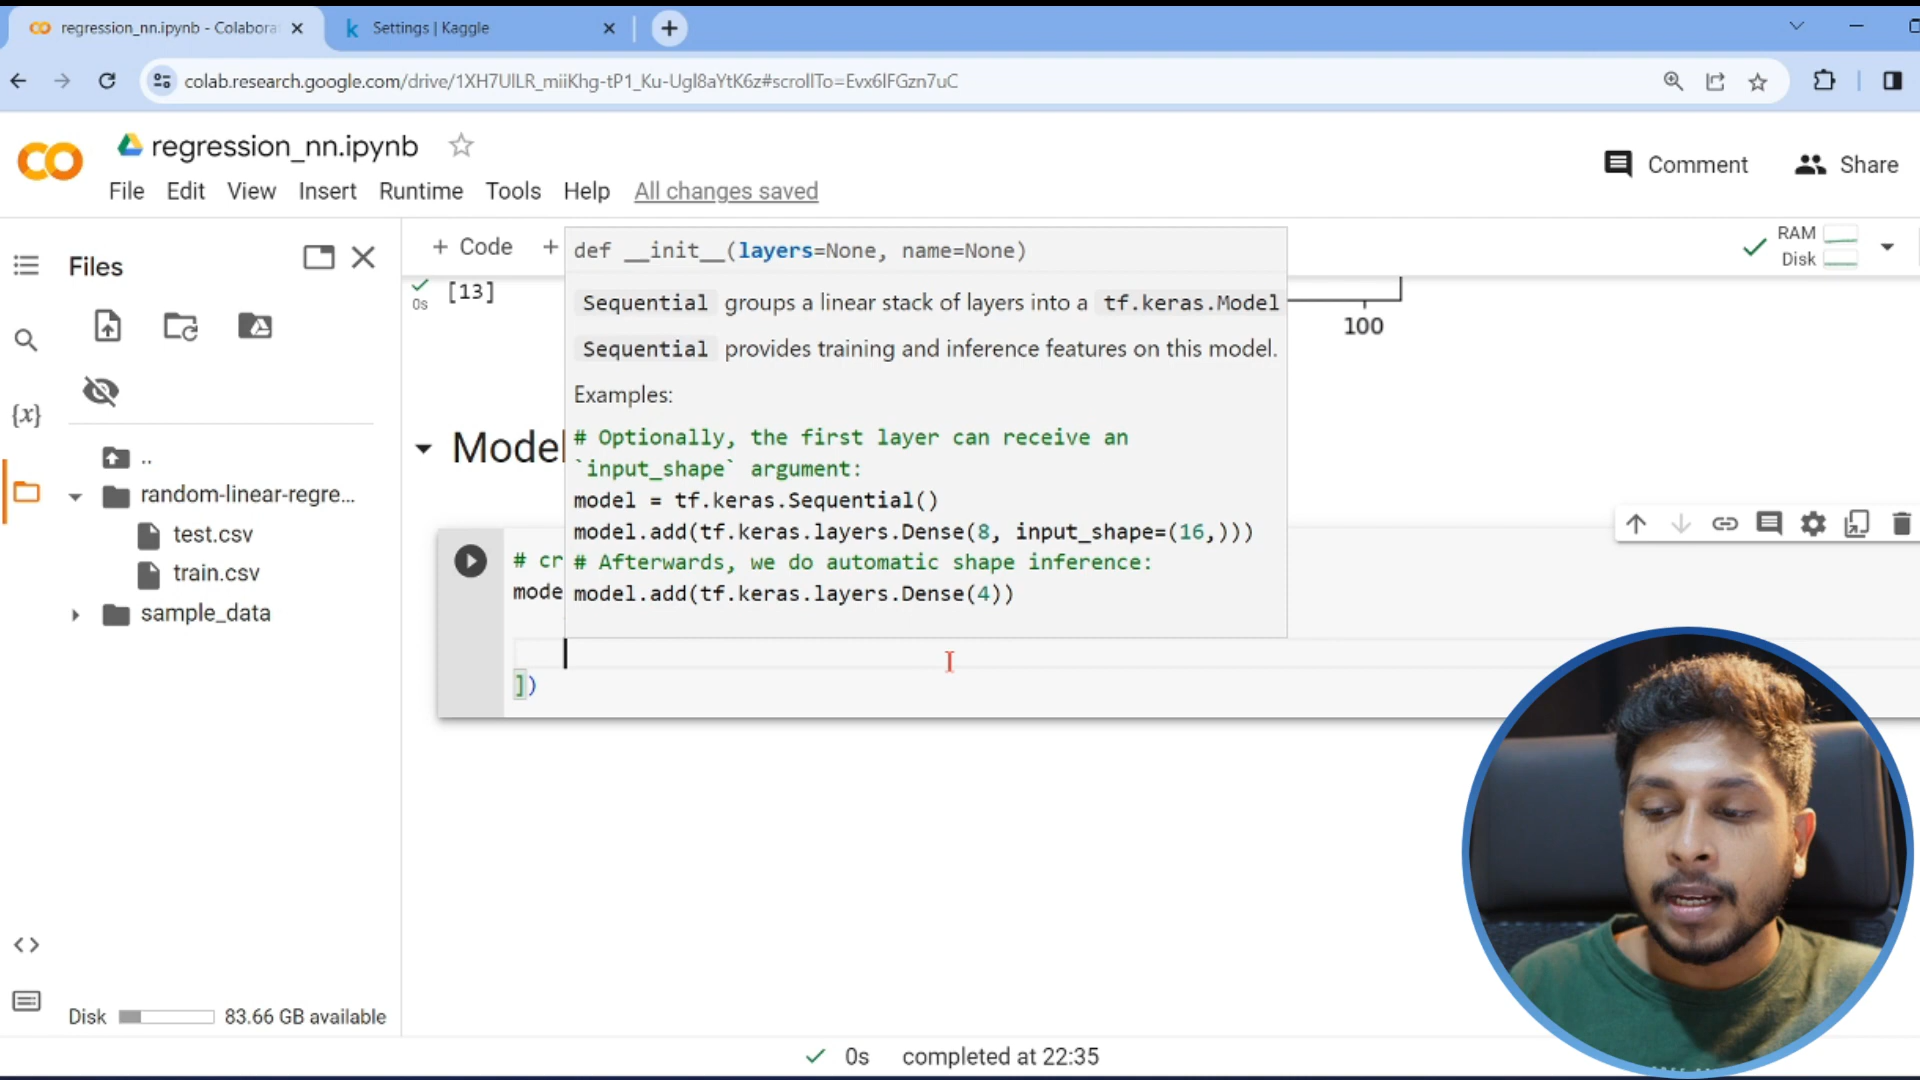 regression_nn.ipynb - Colabora
Settings | Kaggle
colab.research.google.com/drive/1XH7UlLR_miiKhg-tP1_Ku-Ugl8aYtK6z#scrollTo=Evx6lFGzn7uC
regression_nn.ipynb
Comment
Share
File Edit View Insert Runtime Tools Help All changes saved
Files
+ Code +
RAM
Disk
def __init__(layers=None, name=None)
[13]
0s
Sequential groups a linear stack of layers into a tf.keras.Model
100
Sequential provides training and inference features on this model.
Examples:
{x}
# Optionally, the first layer can receive an
`input_shape` argument:
Model
..
model = tf.keras.Sequential()
random-linear-regre...
model.add(tf.keras.layers.Dense(8, input_shape=(16,)))
test.csv
# cr
# Afterwards, we do automatic shape inference:
train.csv
mode
model.add(tf.keras.layers.Dense(4))
sample_data
])
Disk 83.66 GB available
0s completed at 22:35